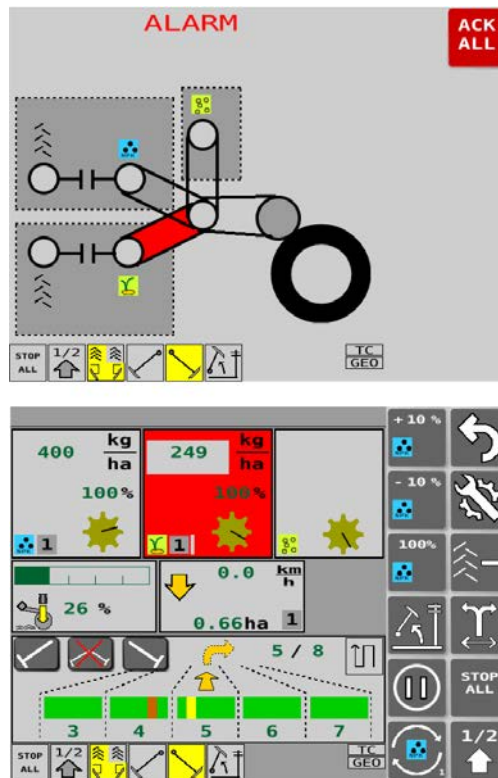 ALARM
ACK
ALL
STOP
ALL
1/2
TC
GEO
+ 10 %
400 kg
ha
249 kg
ha
100%
100%
1
1
- 10 %
100%
26 %
0.0 km
h
0.66ha 1
5 / 8
STOP
ALL
3 4 5 6 7
1
1/2
STOP
ALL
1/2
TC
GEO